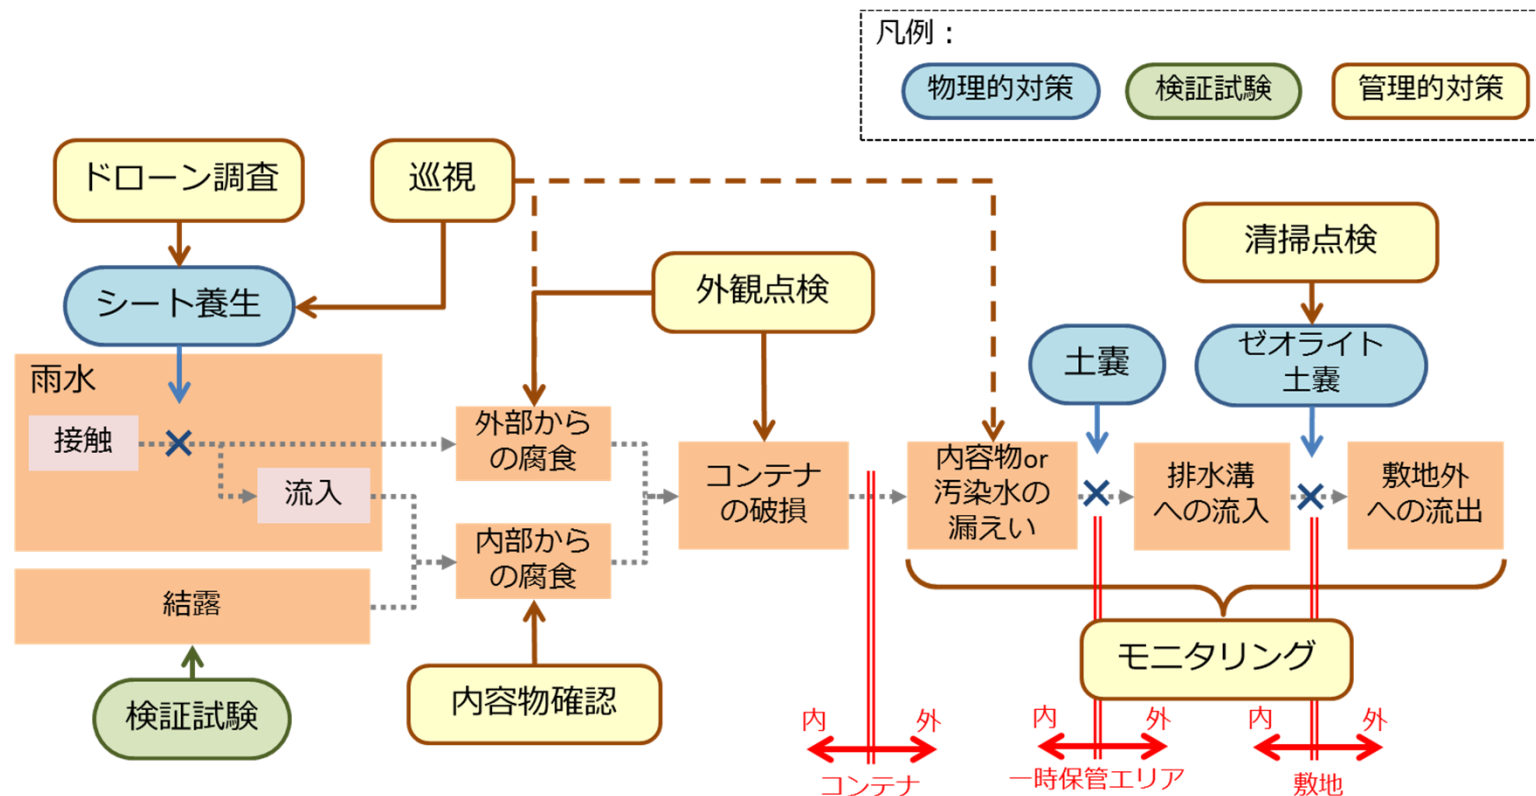 凡例：
物理的対策
検証試験
管理的対策
ドローン調査
巡視
清掃点検
外観点検
シート養生
土嚢
ゼオライト
土嚢
雨水
接触
流入
外部から
の腐食
コンテナ
の破損
内容物or
汚染水の
漏えい
排水溝
への流入
敷地外
への流出
内部から
の腐食
結露
検証試験
内容物確認
モニタリング
内
外
コンテナ
内
外
一時保管エリア
内
外
敷地